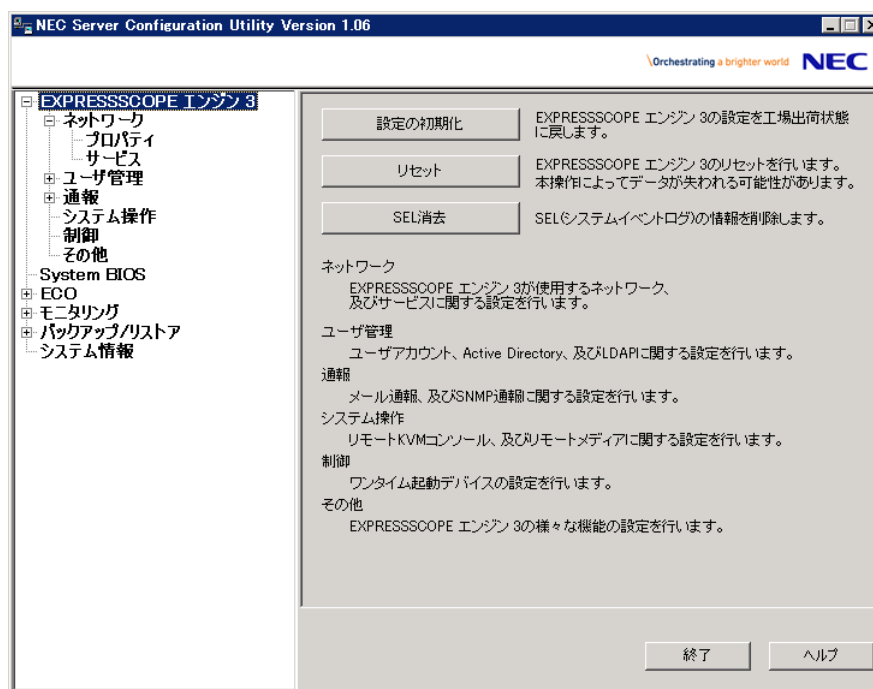 NEC Server Configuration Utility Version 1.06
\Orchestrating a brighter world NEC
EXPRESSSCOPE エンジン 3
ネットワーク
プロパティ
サービス
ユーザ管理
通報
システム操作
制御
その他
System BIOS
ECO
モニタリング
バックアップ/リストア
システム情報
設定の初期化
EXPRESSSCOPE エンジン 3の設定を工場出荷状態
に戻します。
リセット
EXPRESSSCOPE エンジン 3のリセットを行います。
本操作によってデータが失われる可能性があります。
SEL消去
SEL(システムイベントログ)の情報を削除します。
ネットワーク
EXPRESSSCOPE エンジン 3が使用するネットワーク、
及びサービスに関する設定を行います。
ユーザ管理
ユーザアカウント、Active Directory、及びLDAPに関する設定を行います。
通報
メール通報、及びSNMP通報に関する設定を行います。
システム操作
リモートKVMコンソール、及びリモートメディアに関する設定を行います。
制御
ワンタイム起動デバイスの設定を行います。
その他
EXPRESSSCOPE エンジン 3の様々な機能の設定を行います。
終了
ヘルプ